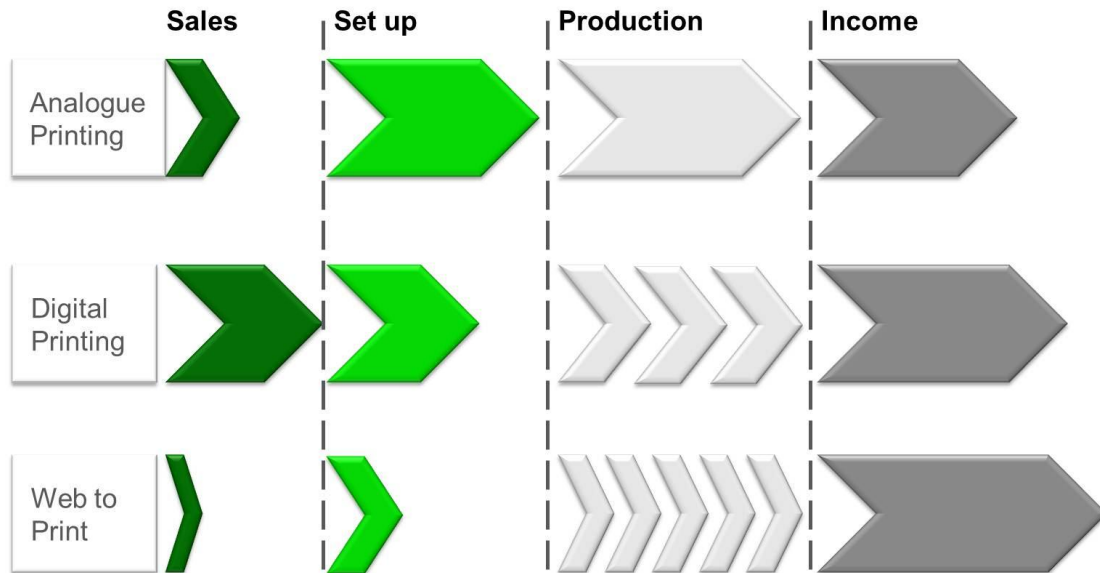 Sales Set up Production Income
Analogue
Printing
Digital
Printing
Web to
Print